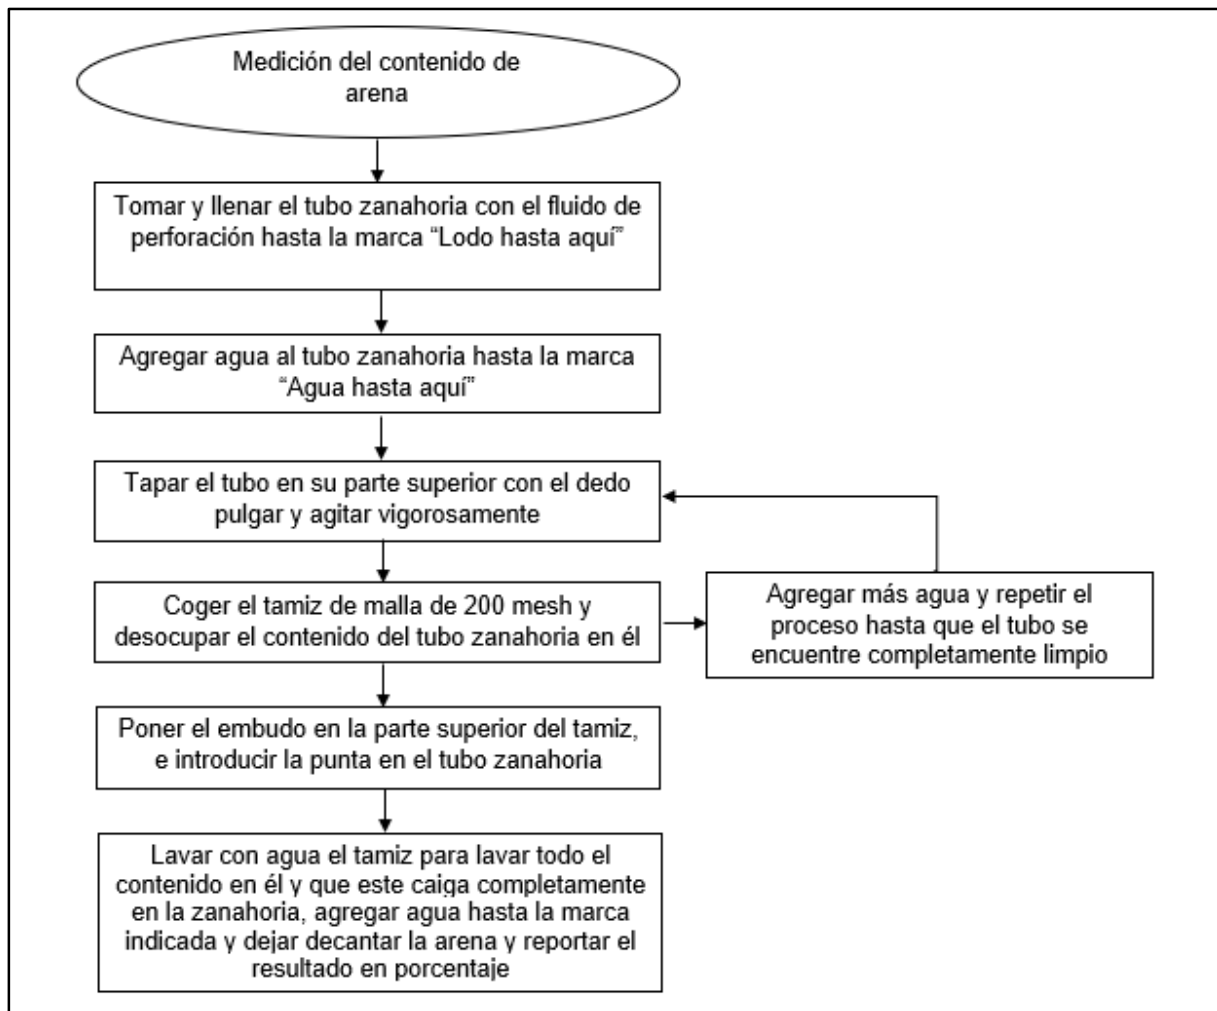 Medición del contenido de
arena
Tomar y llenar el tubo zanahoria con el fluido de
perforación hasta la marca “Lodo hasta aquí”
Agregar agua al tubo zanahoria hasta la marca
“Agua hasta aquí”
Tapar el tubo en su parte superior con el dedo
pulgar y agitar vigorosamente
Coger el tamiz de malla de 200 mesh y
desocupar el contenido del tubo zanahoria en él
Agregar más agua y repetir el
proceso hasta que el tubo se
encuentre completamente limpio
Poner el embudo en la parte superior del tamiz,
e introducir la punta en el tubo zanahoria
Lavar con agua el tamiz para lavar todo el
contenido en él y que este caiga completamente
en la zanahoria, agregar agua hasta la marca
indicada y dejar decantar la arena y reportar el
resultado en porcentaje